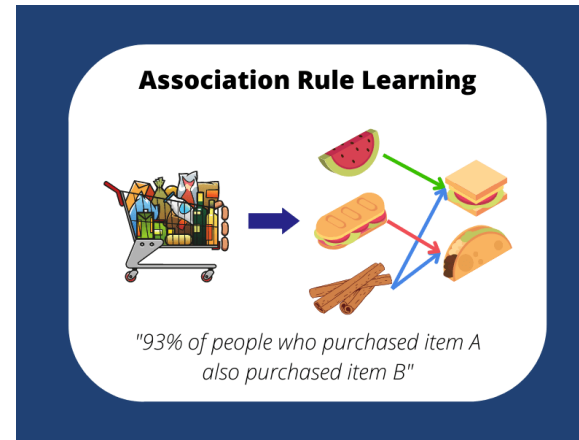 Association Rule Learning
"93% of people who purchased item A
also purchased item B"